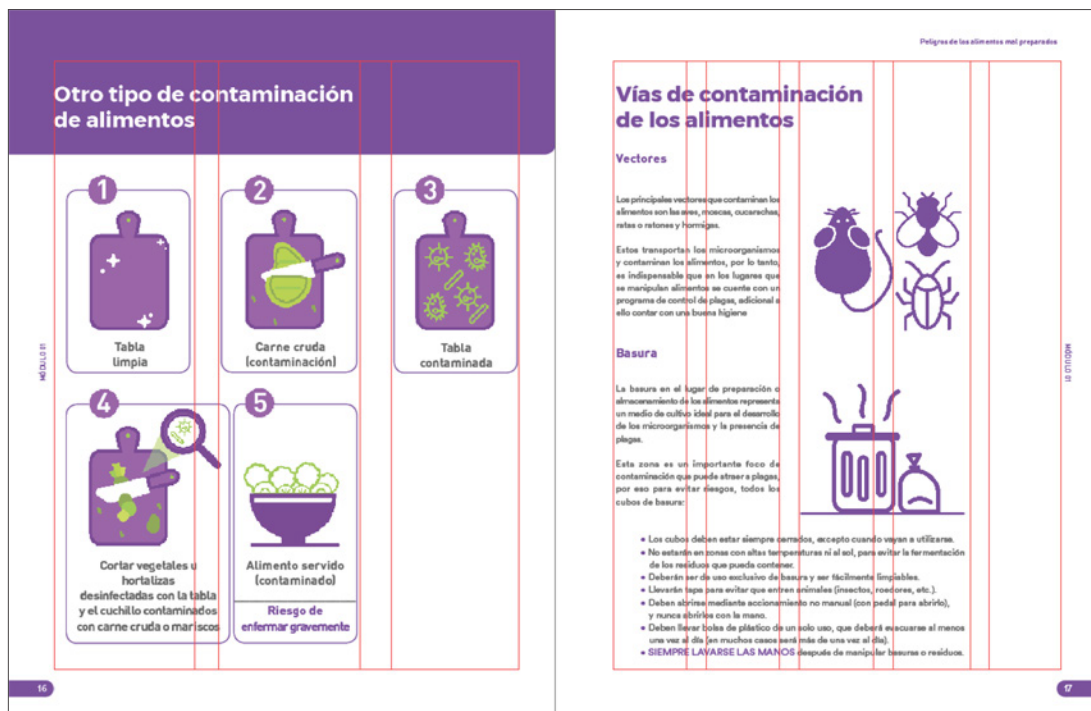 Otro tipo de contaminación
de alimentos
1
Tabla
limpia
2
Carne cruda
(contaminación)
3
Tabla
contaminada
4
Cortar vegetales u
hortalizas
desinfectadas con la tabla
y el cuchillo contaminados
con carne cruda o mariscos
5
Alimento servido
(contaminado)
Riesgo de
enfermar gravemente
MÓDULO 01
16
Peligros de los alimentos mal preparados
Vías de contaminación
de los alimentos
Vectores
Los principales vectores que contaminan los
alimentos son las aves, moscas, cucarachas,
ratas o ratones y hormigas.
Estos transportan los microorganismos
y contaminan los alimentos, por lo tanto,
es indispensable que en los lugares que
se manipulan alimentos se cuente con un
programa de control de plagas, adicional a
ello contar con una buena higiene
Basura
La basura en el lugar de preparación o
almacenamiento de los alimentos representa
un medio de cultivo ideal para el desarrollo
de los microorganismos y la presencia de
plagas.
Esta zona es un importante foco de
contaminación que puede atraer a plagas,
por eso para evitar riesgos, todos los
cubos de basura:
• Los cubos deben estar siempre cerrados, excepto cuando vayan a utilizarse.
• No estarán en zonas con altas temperaturas ni al sol, para evitar la fermentación
de los residuos que pueda contener.
• Deberán ser de uso exclusivo de basura y ser fácilmente limpiables.
• Llevarán tapa para evitar que entren animales (insectos, roedores, etc.).
• Deben abrirse mediante accionamiento no manual (con pedal para abrirlo),
y nunca abrirlos con la mano.
• Deben llevar bolsa de plástico de un solo uso, que deberá evacuarse al menos
una vez al día (en muchos casos será más de una vez al día).
• SIEMPRE LAVARSE LAS MANOS después de manipular basuras o residuos.
MÓDULO 01
17